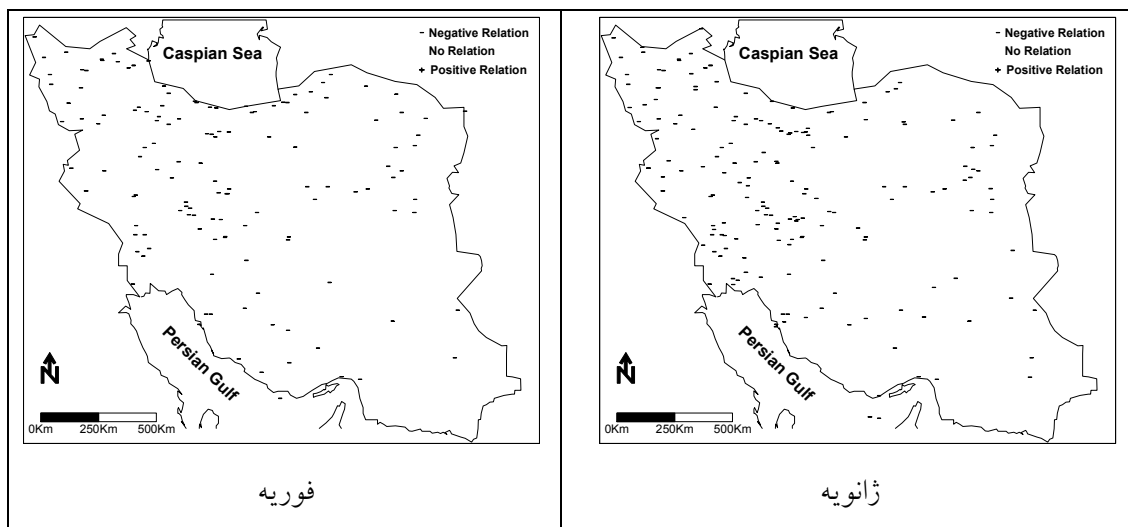 - Negative Relation
No Relation
+ Positive Relation
Caspian Sea
Persian Gulf
N
0Km 250Km 500Km
فوریه
- Negative Relation
No Relation
+ Positive Relation
Caspian Sea
Persian Gulf
N
0Km 250Km 500Km
ژانویه